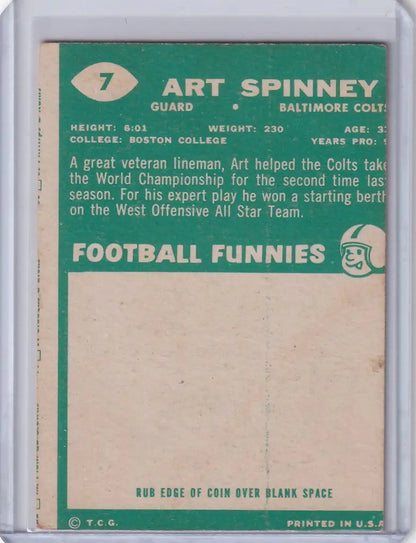 7
ART SPINNEY
GUARD • BALTIMORE COLTS
HEIGHT: 6:01 WEIGHT: 230 AGE: 3
COLLEGE: BOSTON COLLEGE YEARS PRO: 9
A great veteran lineman, Art helped the Colts take
the World Championship for the second time las
season. For his expert play he won a starting berth
on the West Offensive All Star Team.
FOOTBALL FUNNIES
RUB EDGE OF COIN OVER BLANK SPACE
© T.C.G. PRINTED IN U.S.A